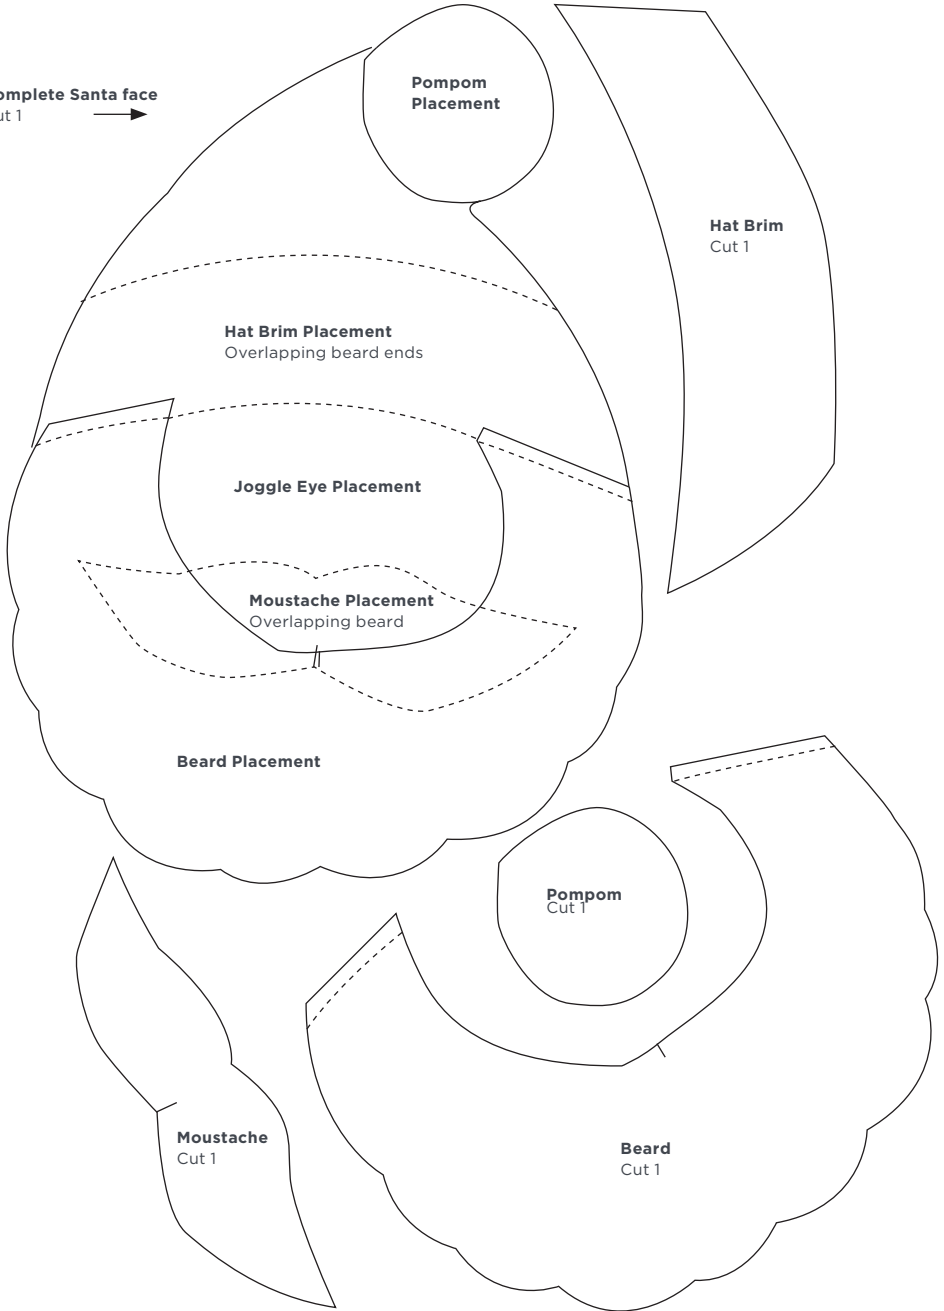 omplete Santa face
ut 1
Pompom
Placement
Hat Brim
Cut 1
Hat Brim Placement
Overlapping beard ends
Joggle Eye Placement
Moustache Placement
Overlapping beard
Beard Placement
Pompom
Cut 1
Moustache
Cut 1
Beard
Cut 1